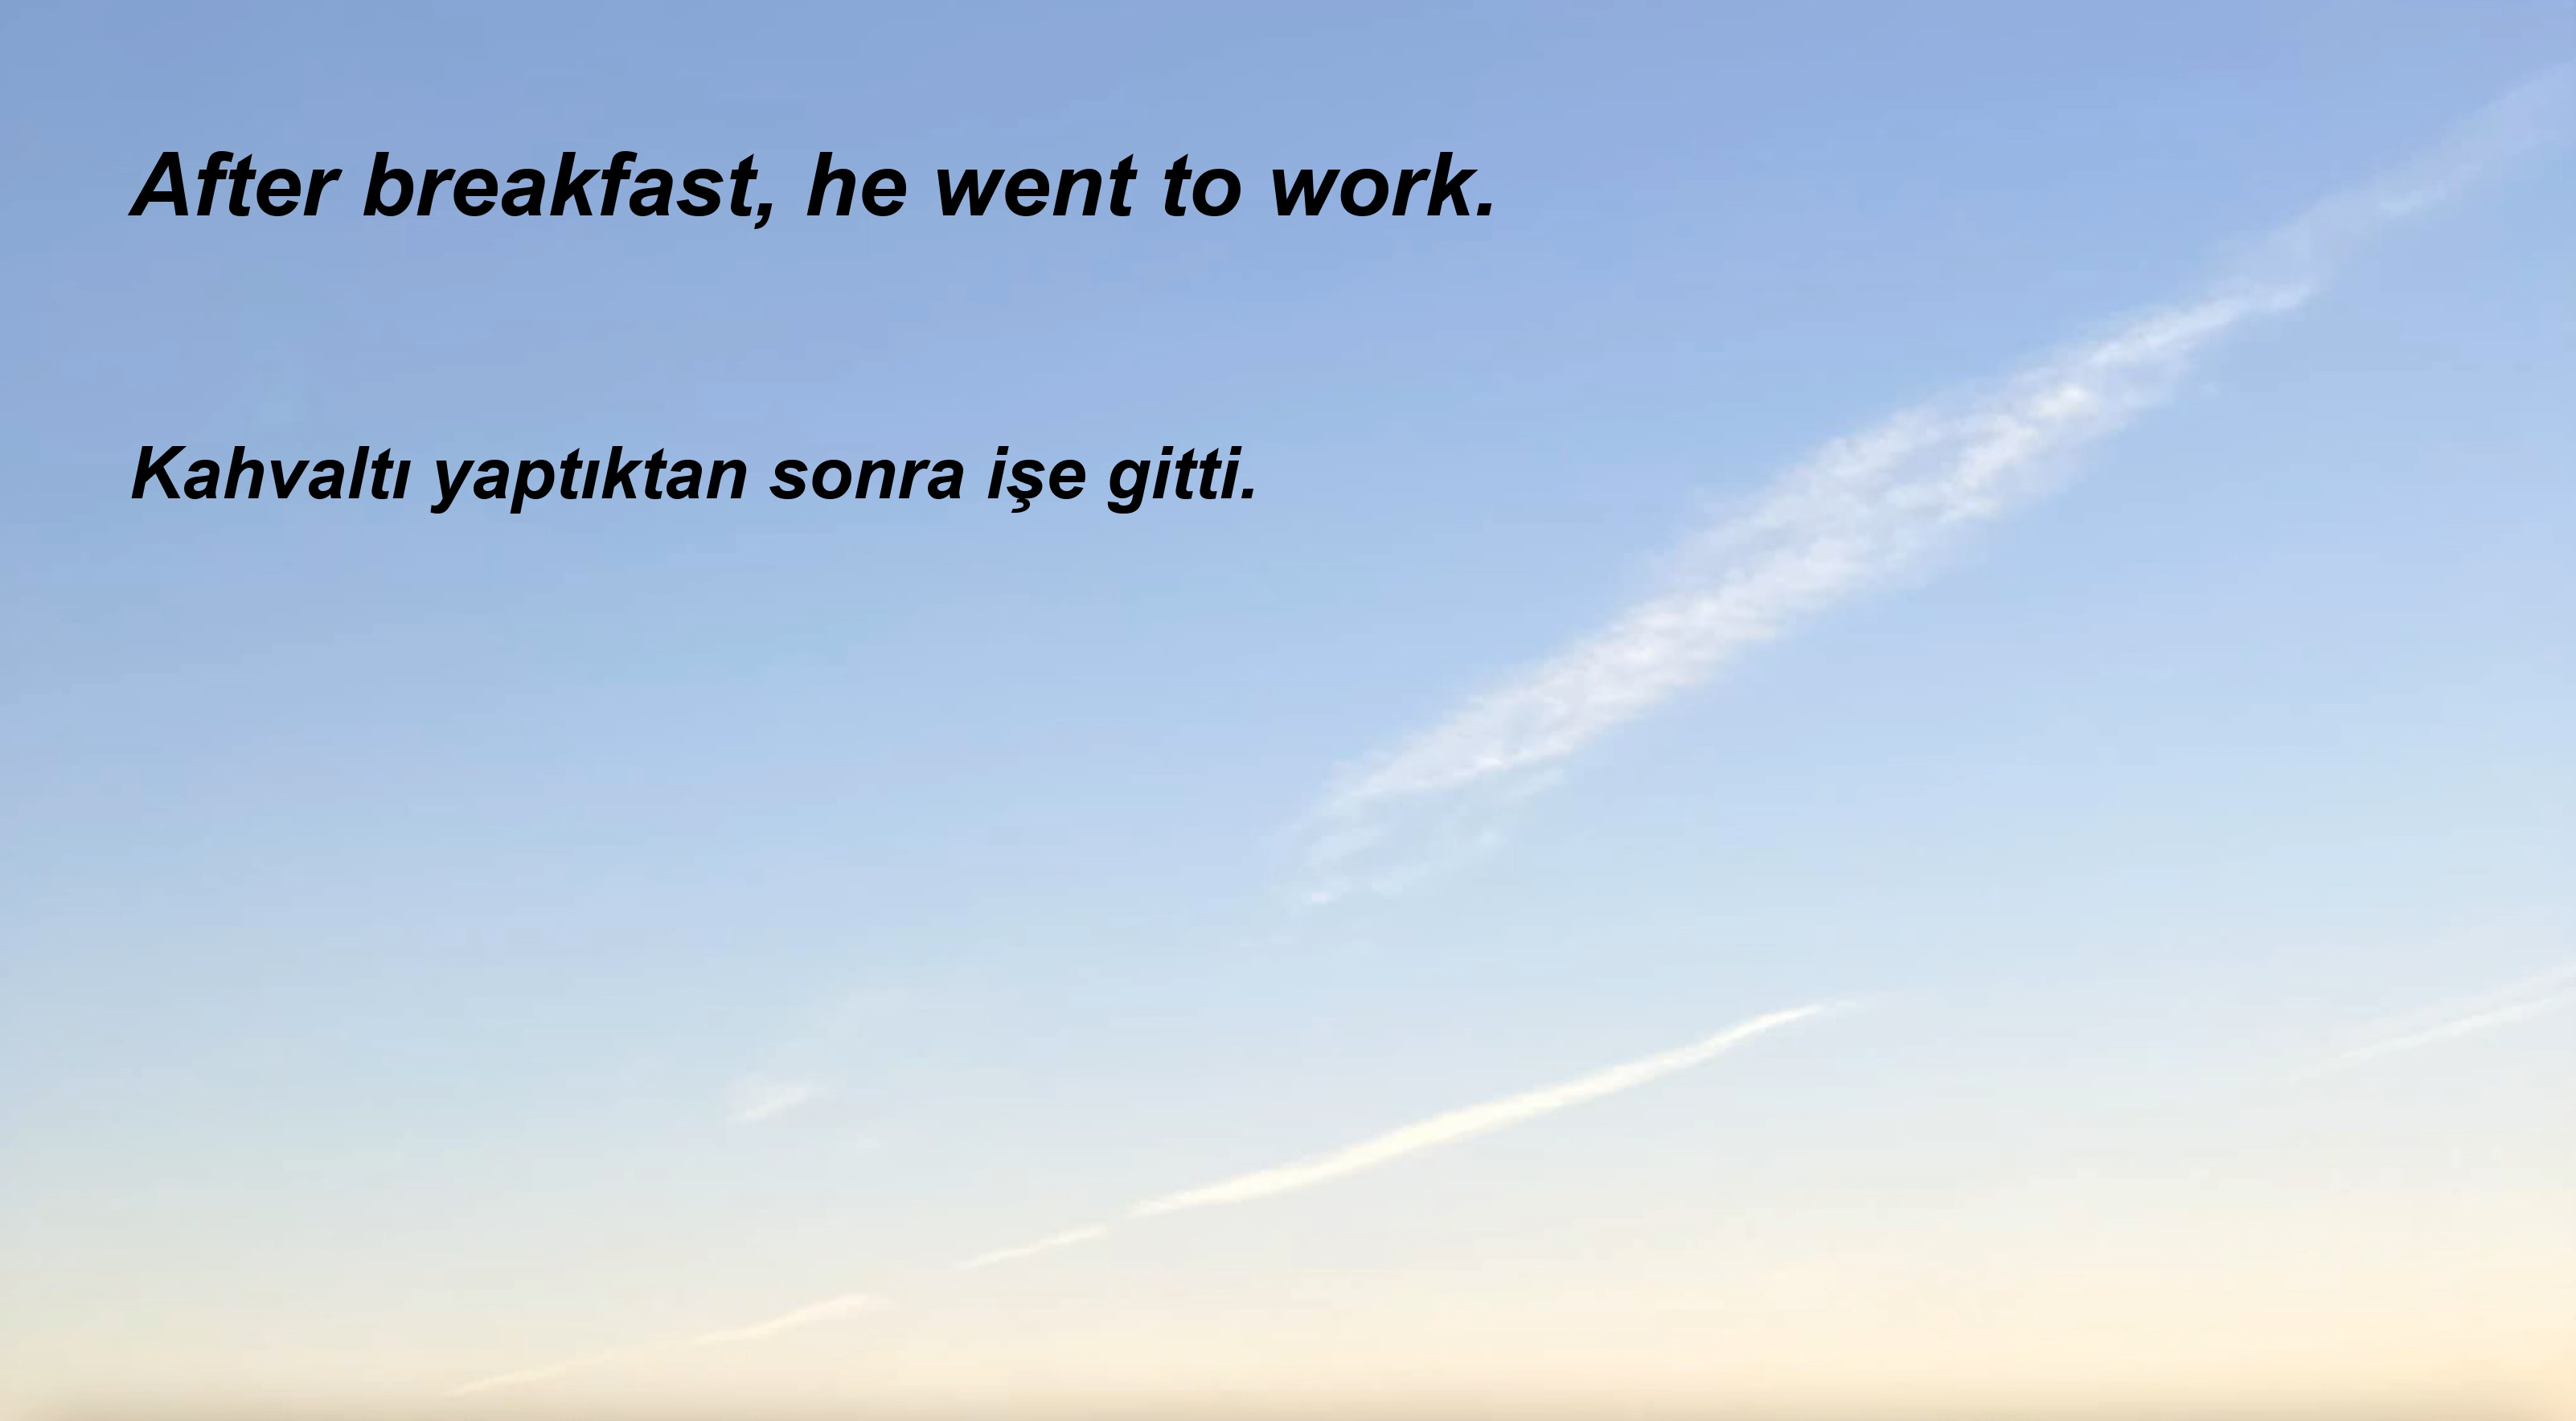 After breakfast, he went to work.
Kahvaltı yaptıktan sonra işe gitti.